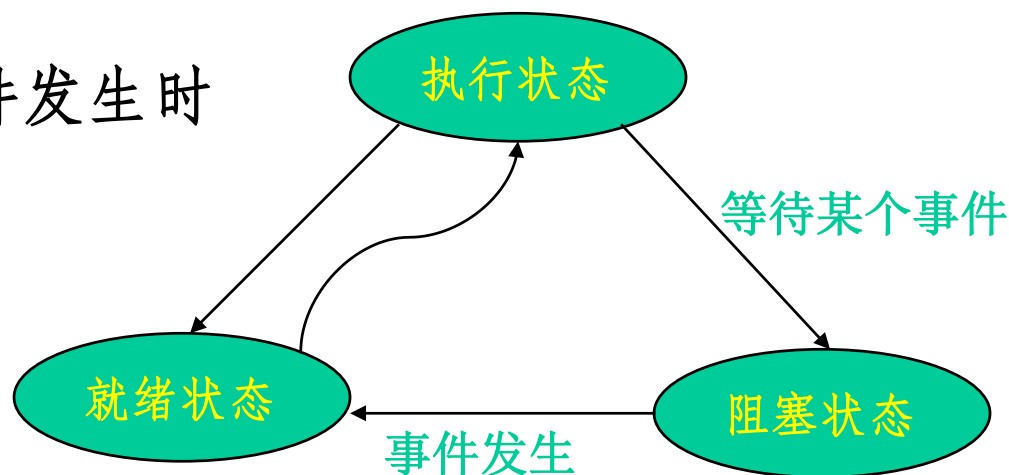 执行状态
件发生时
等待某个事件
就绪状态
阻塞状态
事件发生